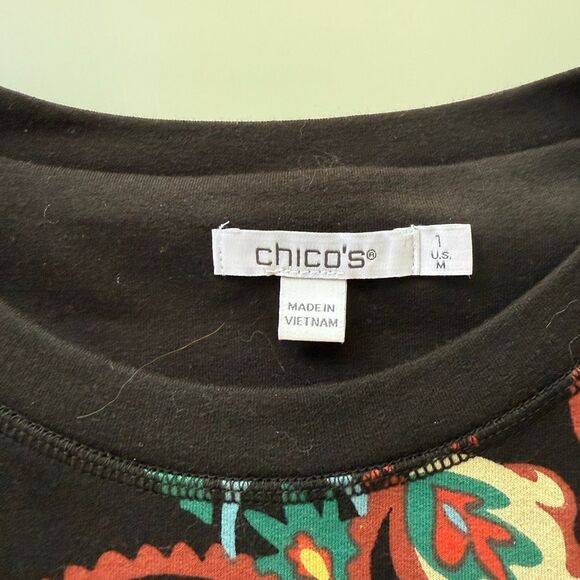 chico's®
1
U.S.
M
MADE IN
VIETNAM